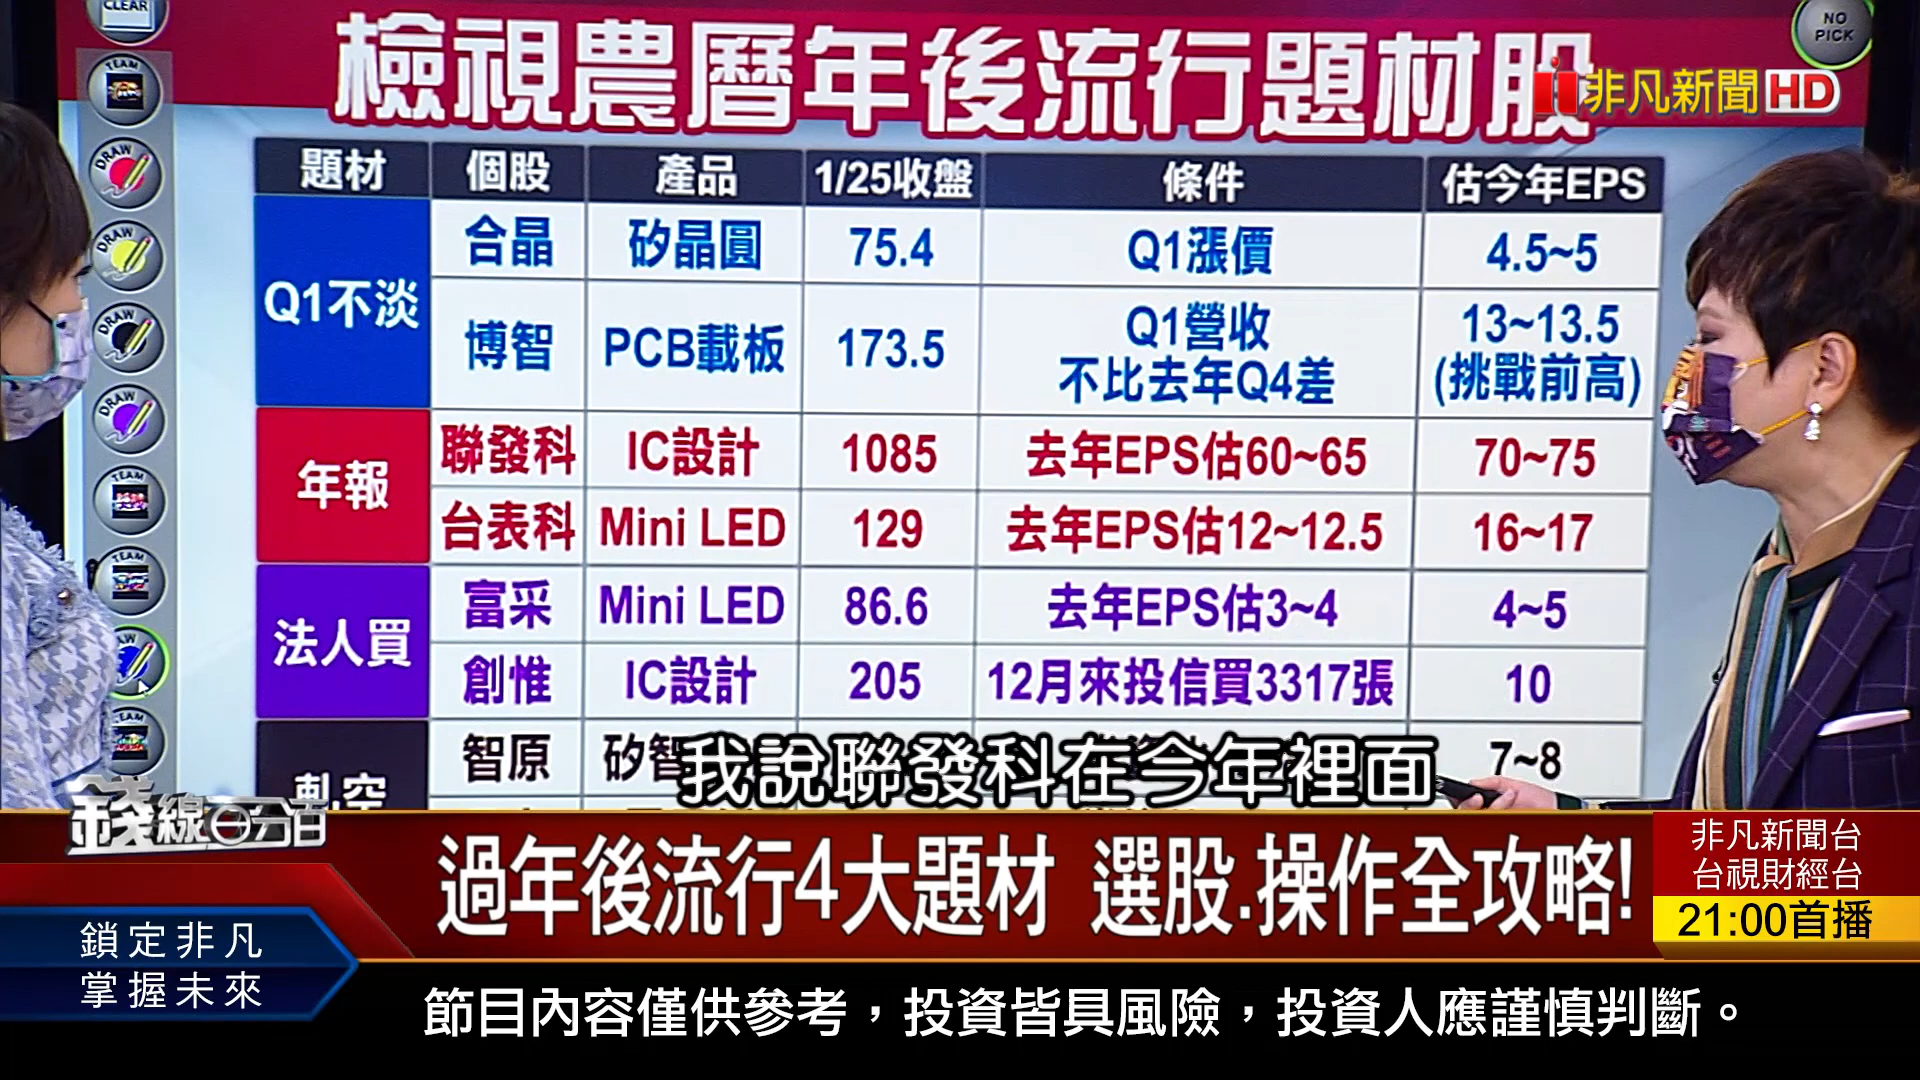 CLEAR
NO PICK
檢視農曆年後流行題材股
非凡新聞HD
題材 個股 產品 1/25收盤 條件 估今年EPS
Q1不淡
合晶 矽晶圓 75.4 Q1漲價 4.5~5
博智 PCB載板 173.5 Q1營收 不比去年Q4差 13~13.5 (挑戰前高)
年報
聯發科 IC設計 1085 去年EPS估60~65 70~75
台表科 Mini LED 129 去年EPS估12~12.5 16~17
法人買
富采 Mini LED 86.6 去年EPS估3~4 4~5
創惟 IC設計 205 12月來投信買3317張 10
軋空
智原 矽智 7~8
TEAM
DRAW
DRAW
DRAW
DRAW
TEAM
TEAM
我說聯發科在今年裡面
錢線百分百
過年後流行4大題材 選股.操作全攻略!
非凡新聞台
台視財經台
21:00首播
鎖定非凡
掌握未來
節目內容僅供參考,投資皆具風險,投資人應謹慎判斷。